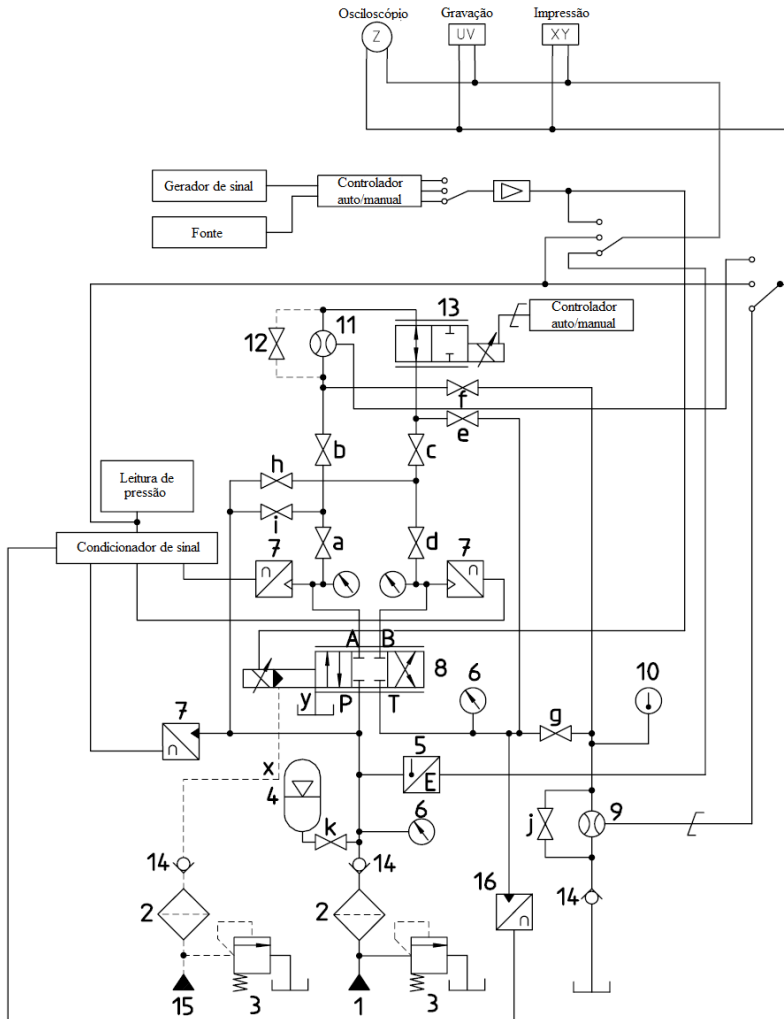 Osciloscópio
Gravação
Impressão
Z
UV
XY
Gerador de sinal
Controlador
auto/manual
Fonte
13
Controlador
auto/manual
11
12
f
e
b
c
h
Leitura de
pressão
i
a
d
Condicionador de sinal
7
7
A
B
8
6
10
y
P
T
g
7
5
x
E
4
6
j
9
k
14
14
16
14
2
2
15
3
1
3